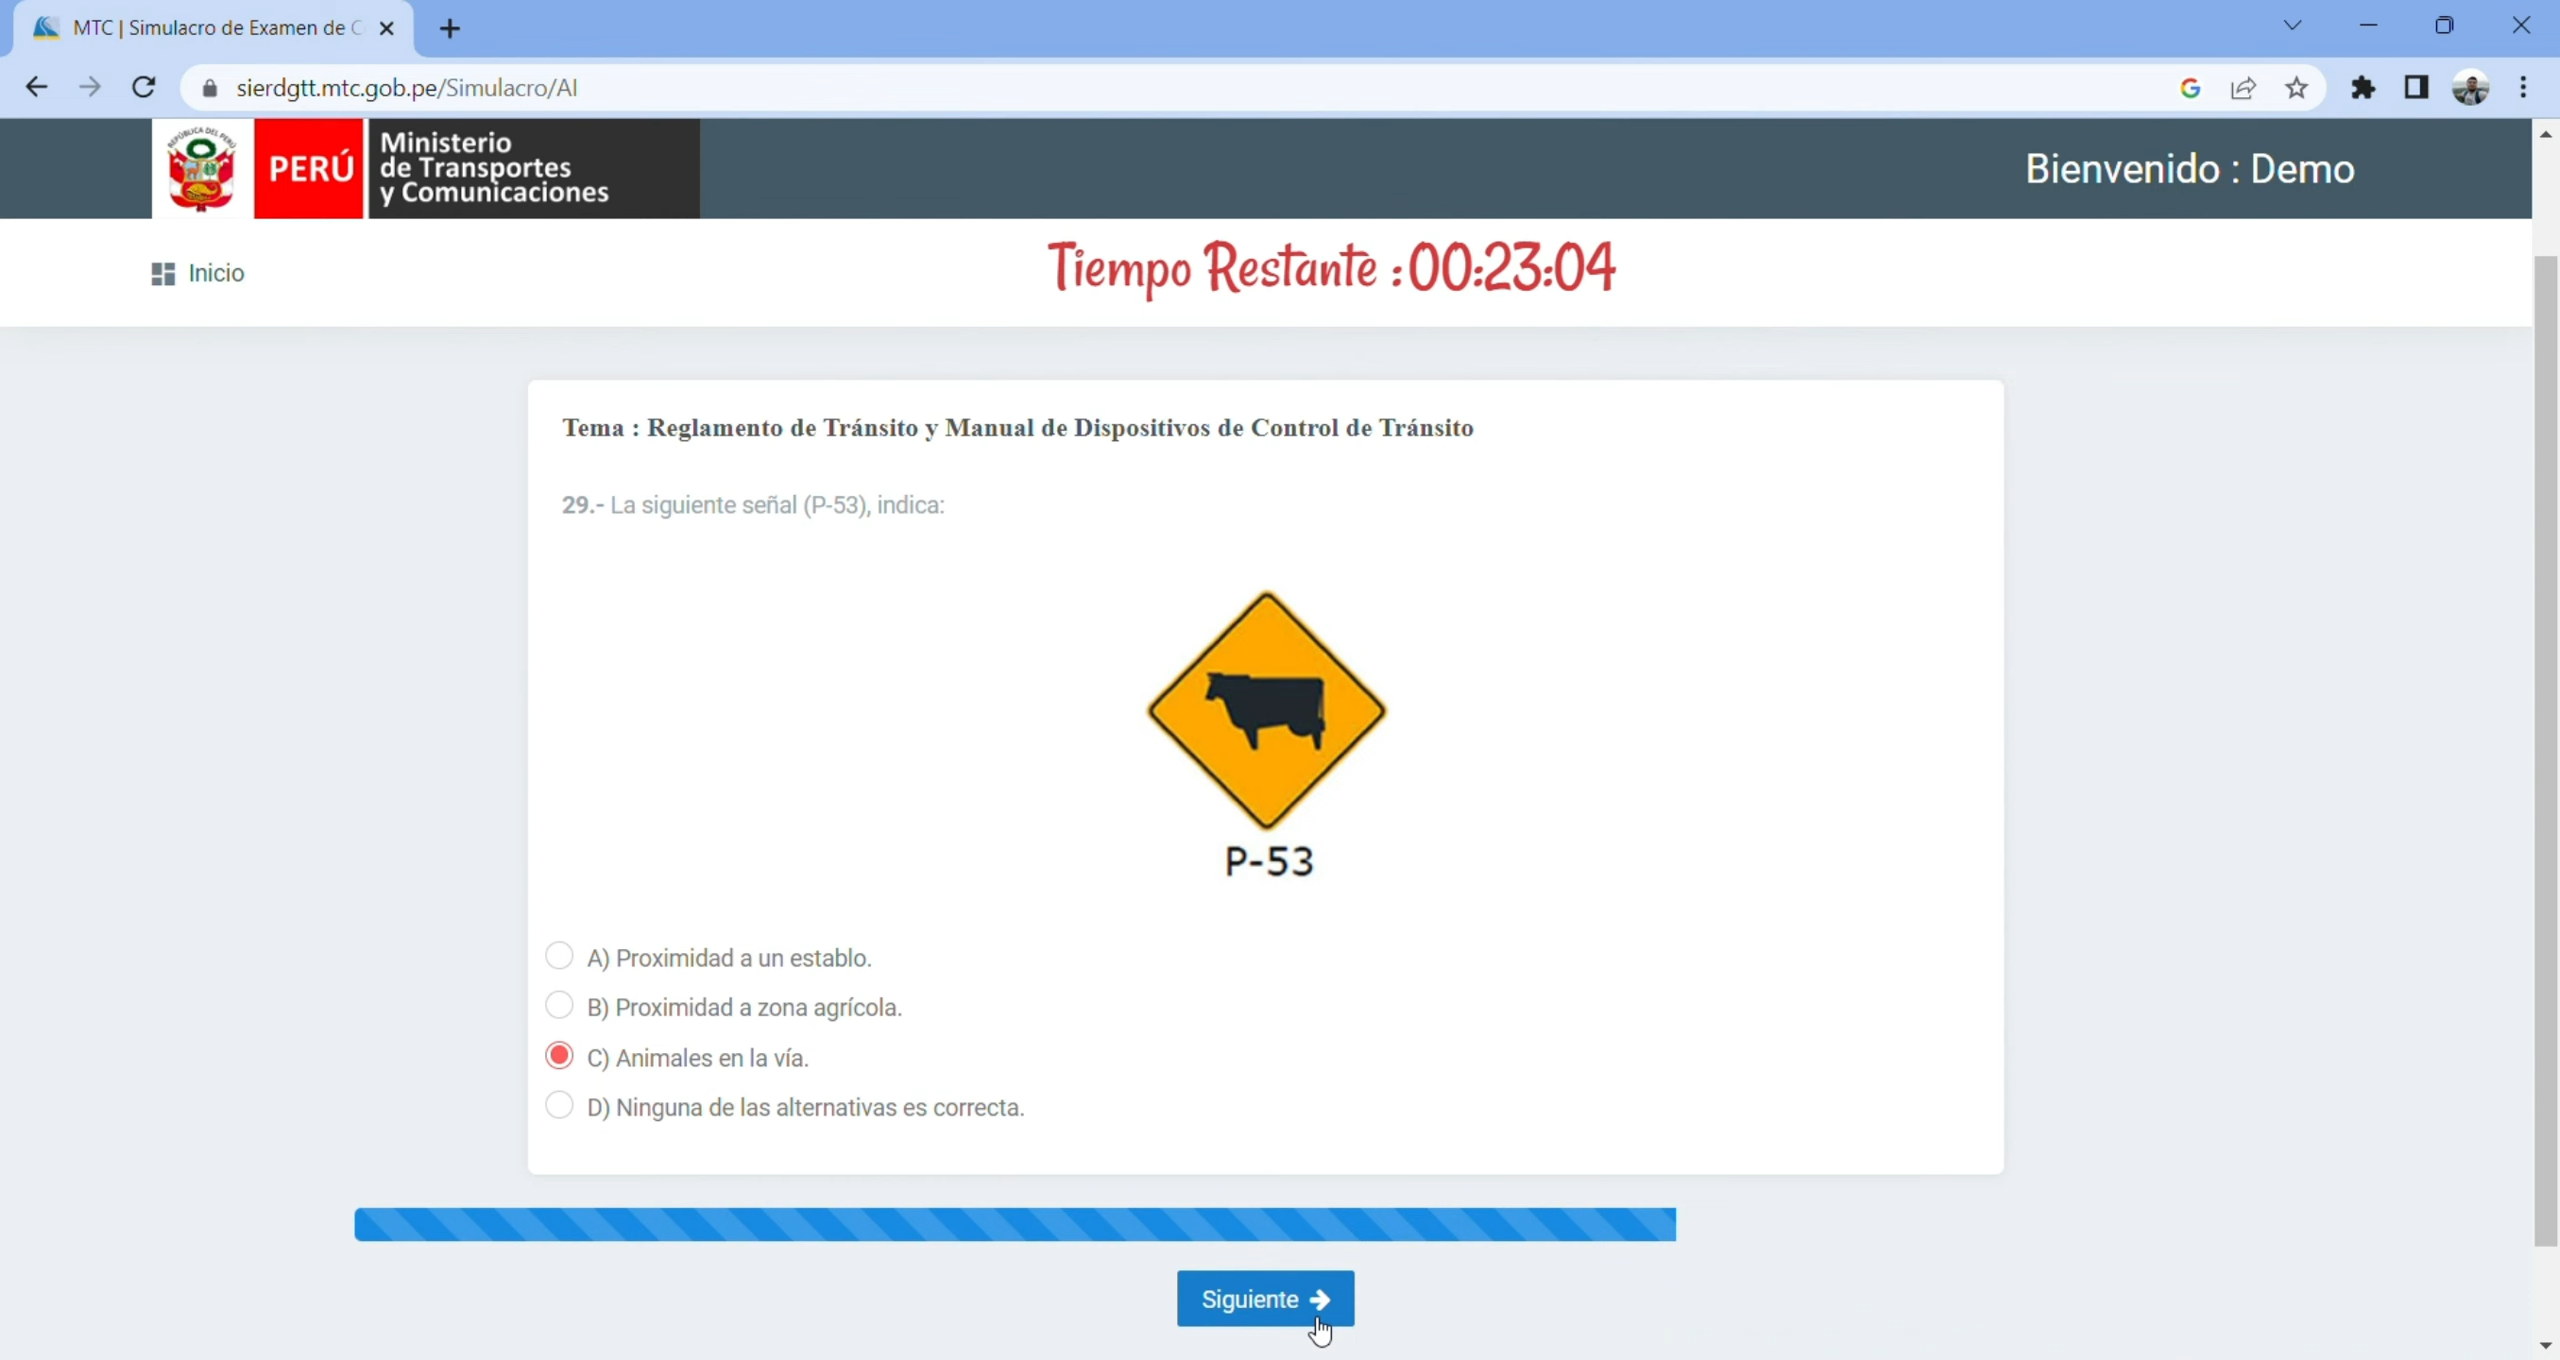 MTC | Simulacro de Examen de C
sierdgtt.mtc.gob.pe/Simulacro/AI
REPÚBLICA DEL PERÚ
PERÚ
Ministerio
de Transportes
y Comunicaciones
Bienvenido : Demo
Inicio
Tiempo Restante :00:23:04
Tema : Reglamento de Tránsito y Manual de Dispositivos de Control de Tránsito
29.- La siguiente señal (P-53), indica:
P-53
A) Proximidad a un establo.
B) Proximidad a zona agrícola.
C) Animales en la vía.
D) Ninguna de las alternativas es correcta.
Siguiente